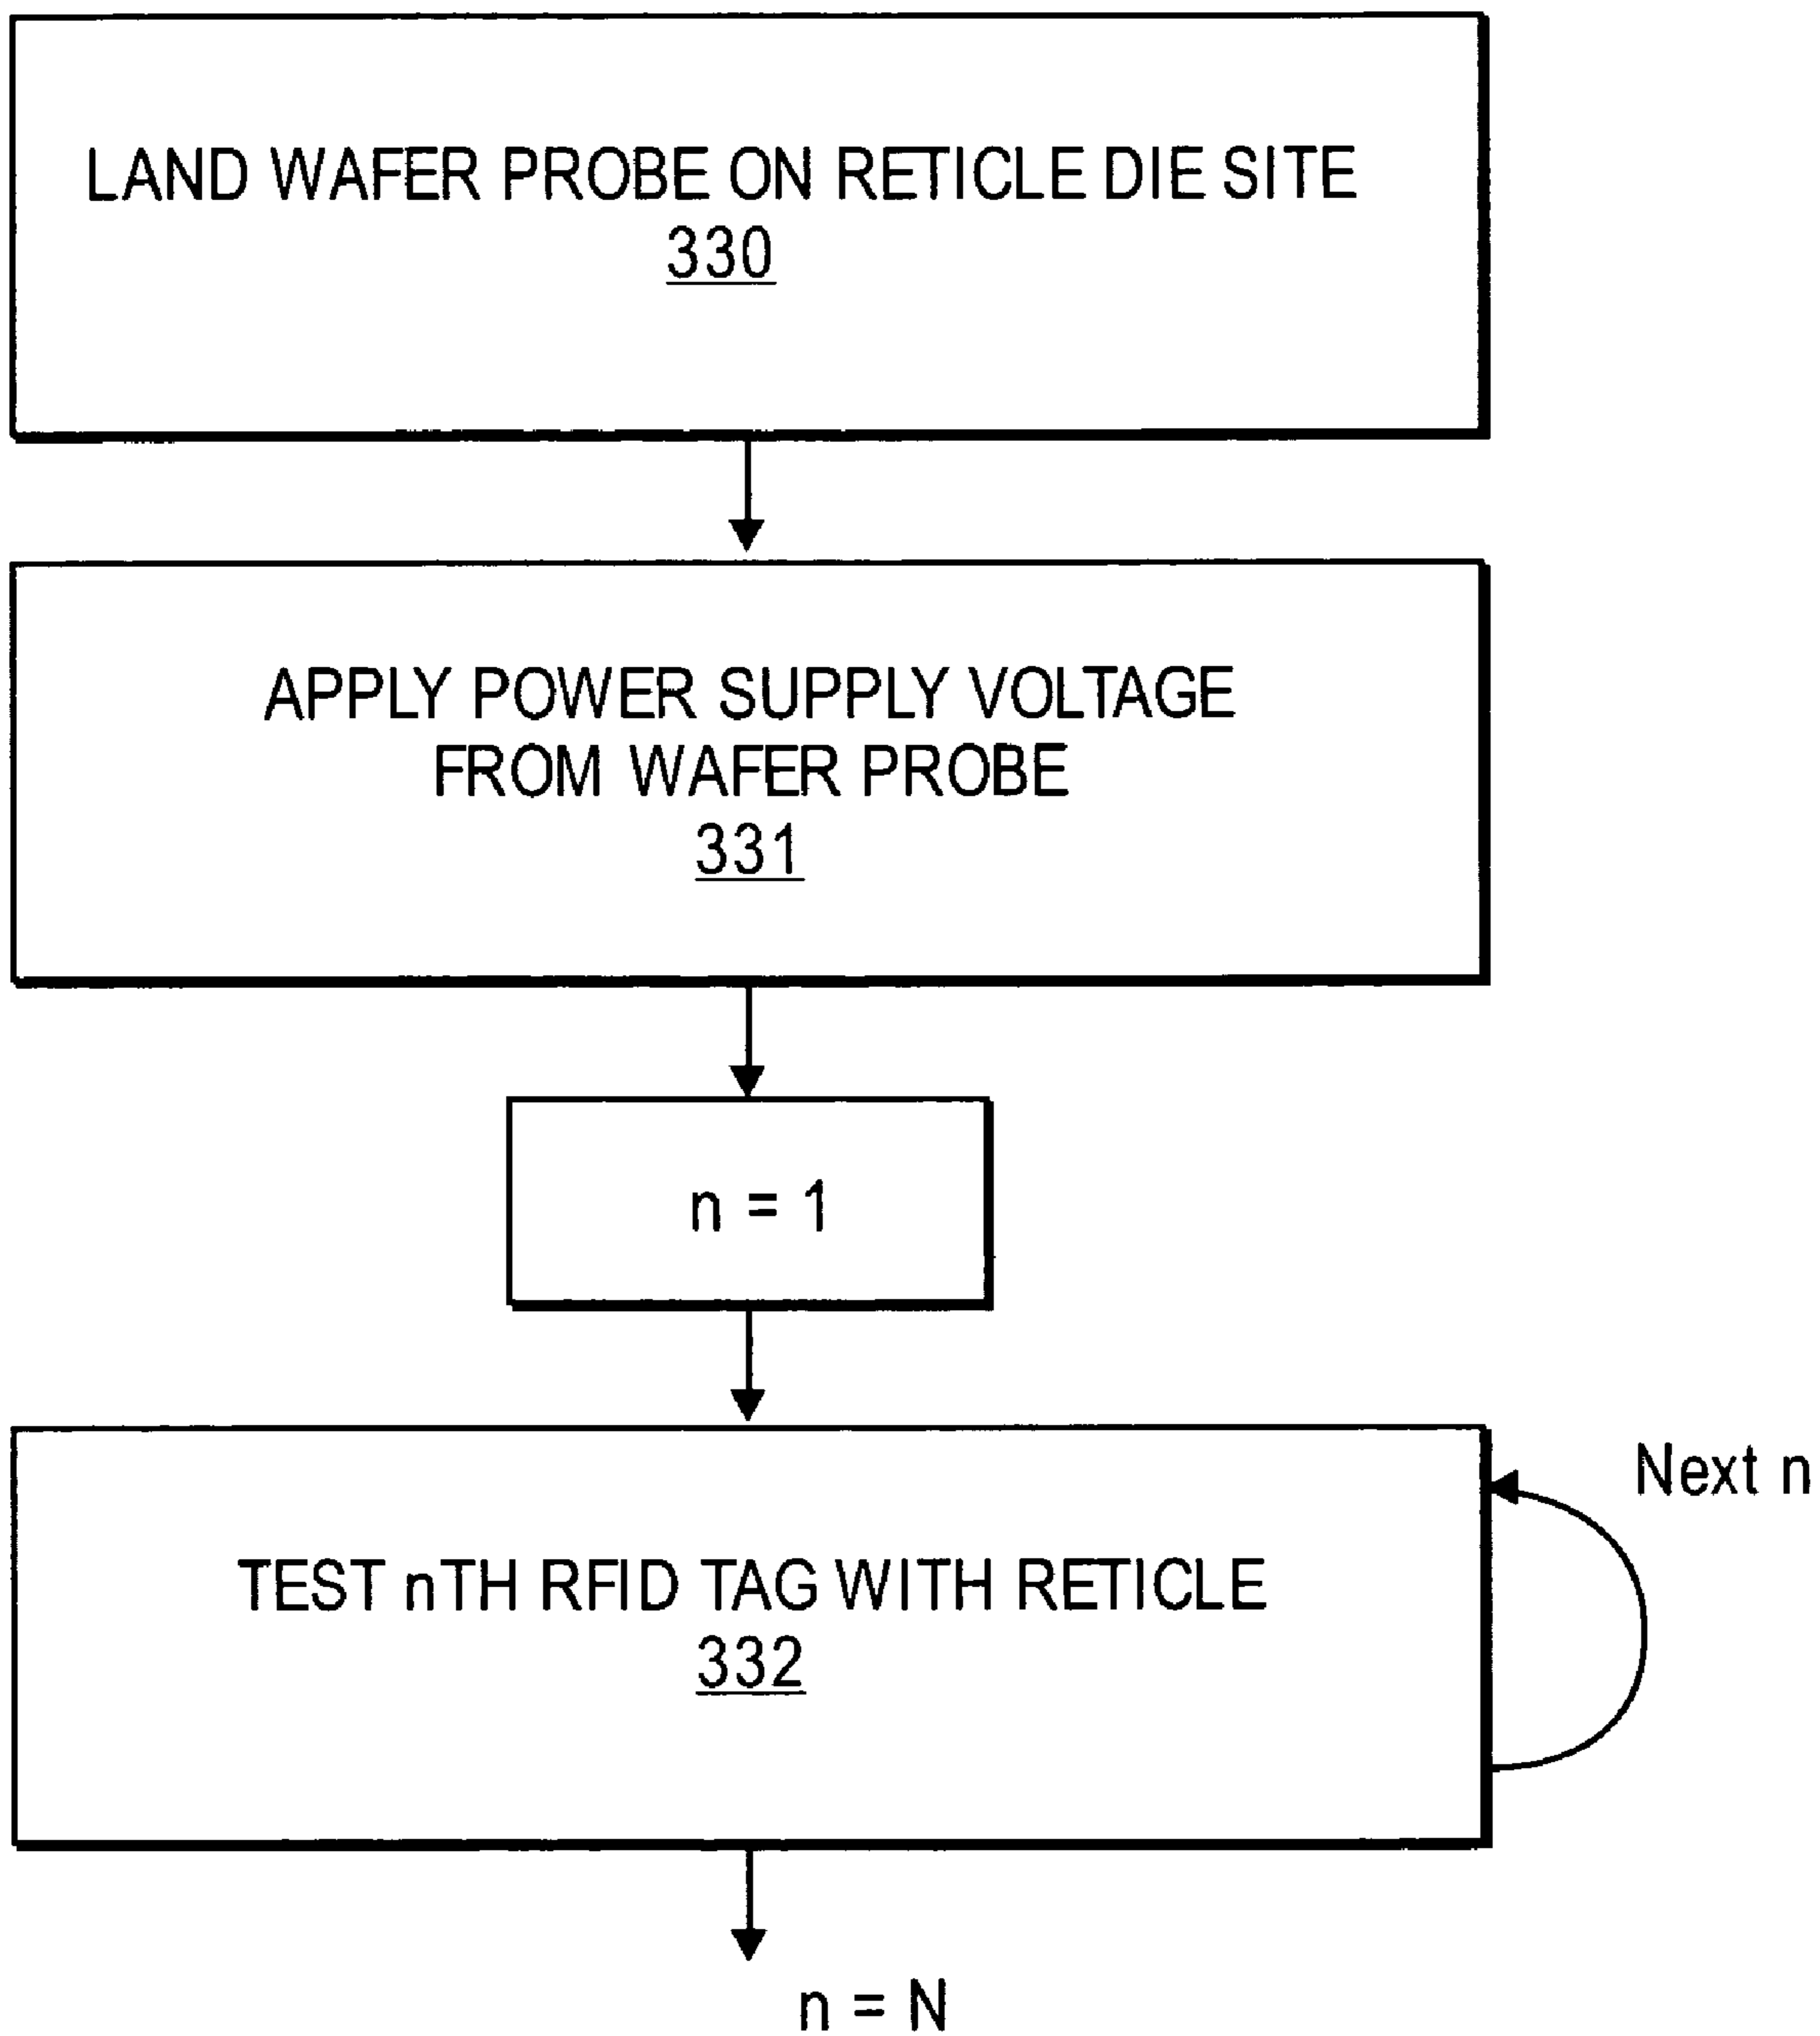 LAND WAFER PROBE ON RETICLE DIE SITE
330
APPLY POWER SUPPLY VOLTAGE
FROM WAFER PROBE
331
n = 1
Next n
TEST nTH RFID TAG WITH RETICLE
332
n = N